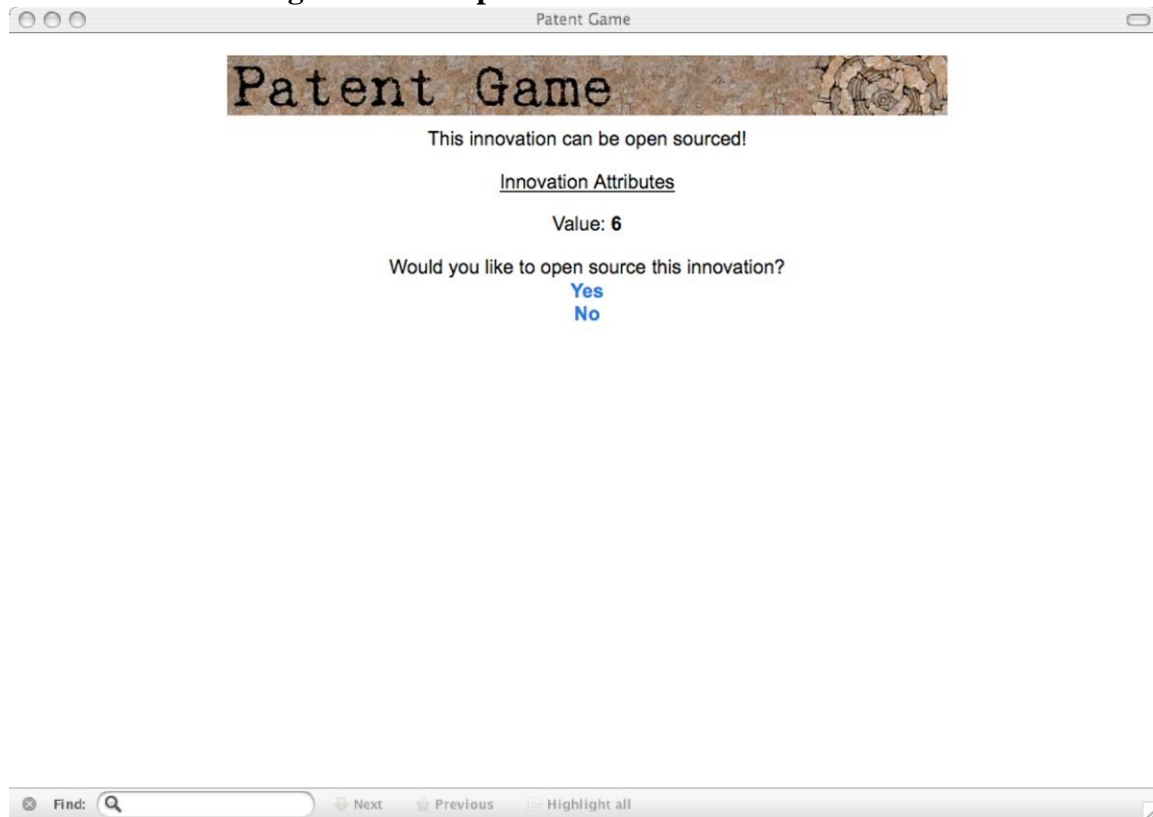 Patent Game
Patent Game
This innovation can be open sourced!
Innovation Attributes
Value: 6
Would you like to open source this innovation?
Yes
No
Find: Next Previous Highlight all